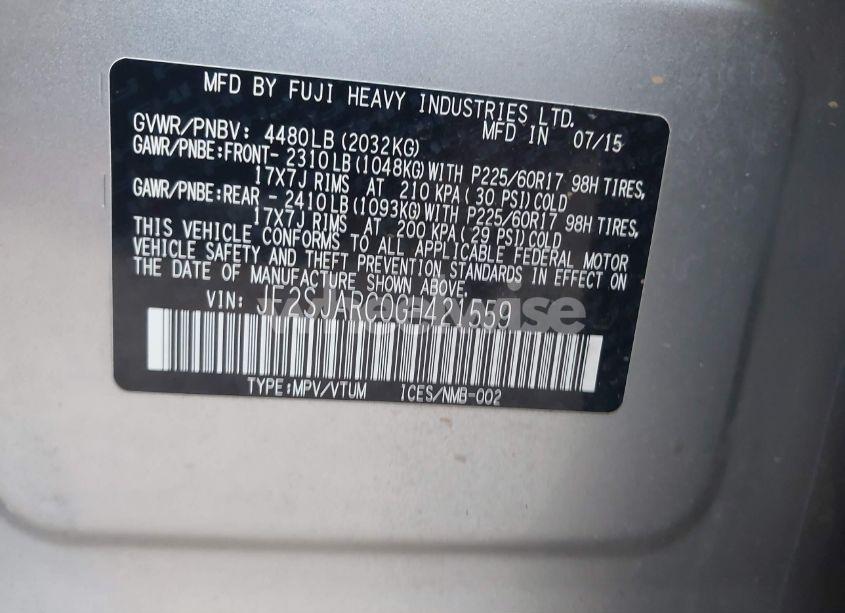 MFD BY FUJI HEAVY INDUSTRIES LTD.
MFD IN 07/15
GVWR/PNBV: 4480LB (2032KG)
GAWR/PNBE:FRONT- 2310LB (1048KG) WITH P225/60R17 98H TIRES,
17X7J RIMS AT 210 KPA( 30 PSI) COLD
GAWR/PNBE:REAR - 2410LB (1093KG) WITH P225/60R17 98H TIRES,
17X7J RIMS AT 200 KPA (29 PSI) COLD
THIS VEHICLE CONFORMS TO ALL APPLICABLE FEDERAL MOTOR
VEHICLE SAFETY AND THEFT PREVENTION STANDARDS IN EFFECT ON
THE DATE OF MANUFACTURE SHOWN ABOVE.
VIN: JF2SJARC0GH421559
TYPE:MPV/VTUM ICES/NMB-002